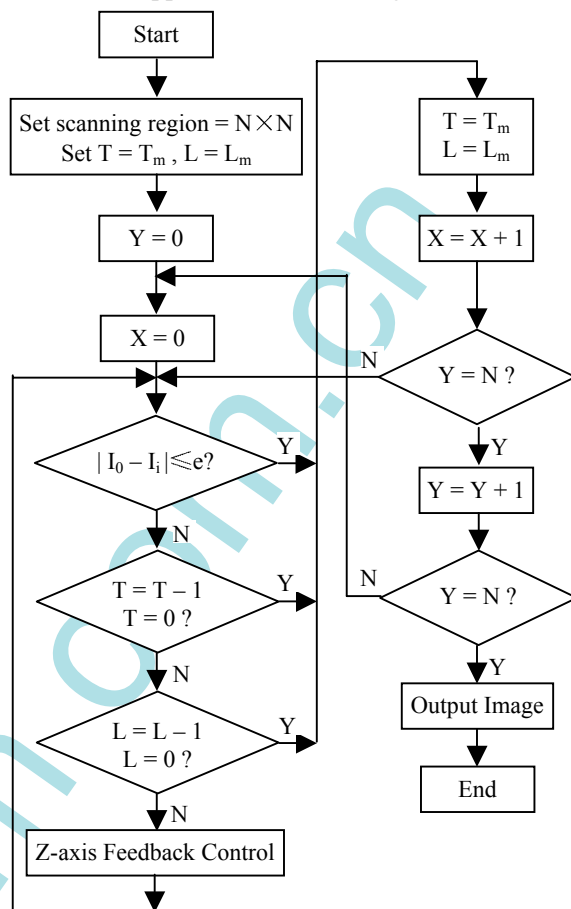 Start
Set scanning region = N×N
Set T = Tm , L = Lm
Y = 0
X = 0
| I0 – Ii |≤e?
Y
N
T = T – 1
T = 0 ?
Y
N
L = L – 1
L = 0 ?
Y
N
Z-axis Feedback Control
T = Tm
L = Lm
X = X + 1
N
Y = N ?
Y
Y = Y + 1
N
Y = N ?
Y
Output Image
End